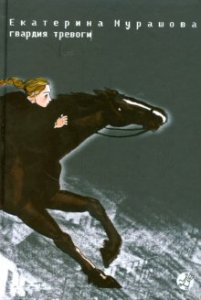 Екатерина Мурашова
гвардия тревоги